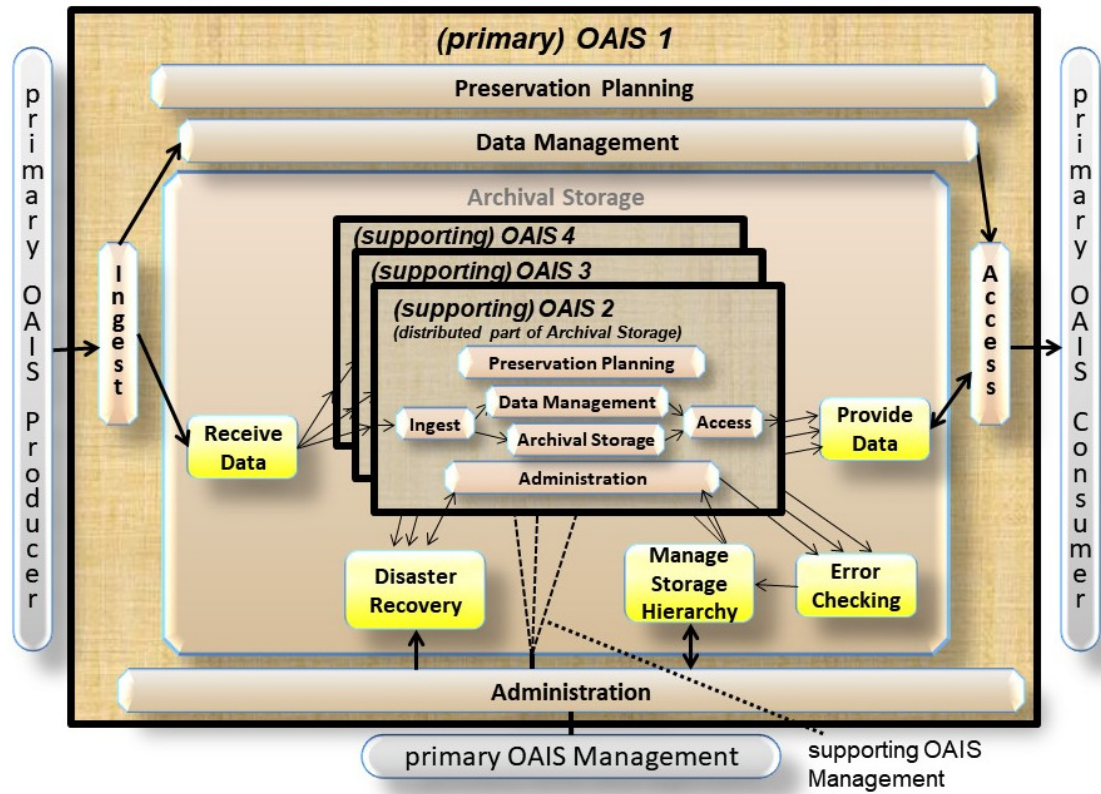 (primary) OAIS 1
primary OAIS Producer
Preservation Planning
Data Management
Archival Storage
Ingest
(supporting) OAIS 4
(supporting) OAIS 3
(supporting) OAIS 2
(distributed part of Archival Storage)
Preservation Planning
Data Management
Ingest
Access
Archival Storage
Administration
Receive
Data
Provide
Data
Access
primary OAIS Consumer
Disaster
Recovery
Manage
Storage
Hierarchy
Error
Checking
Administration
primary OAIS Management
supporting OAIS
Management